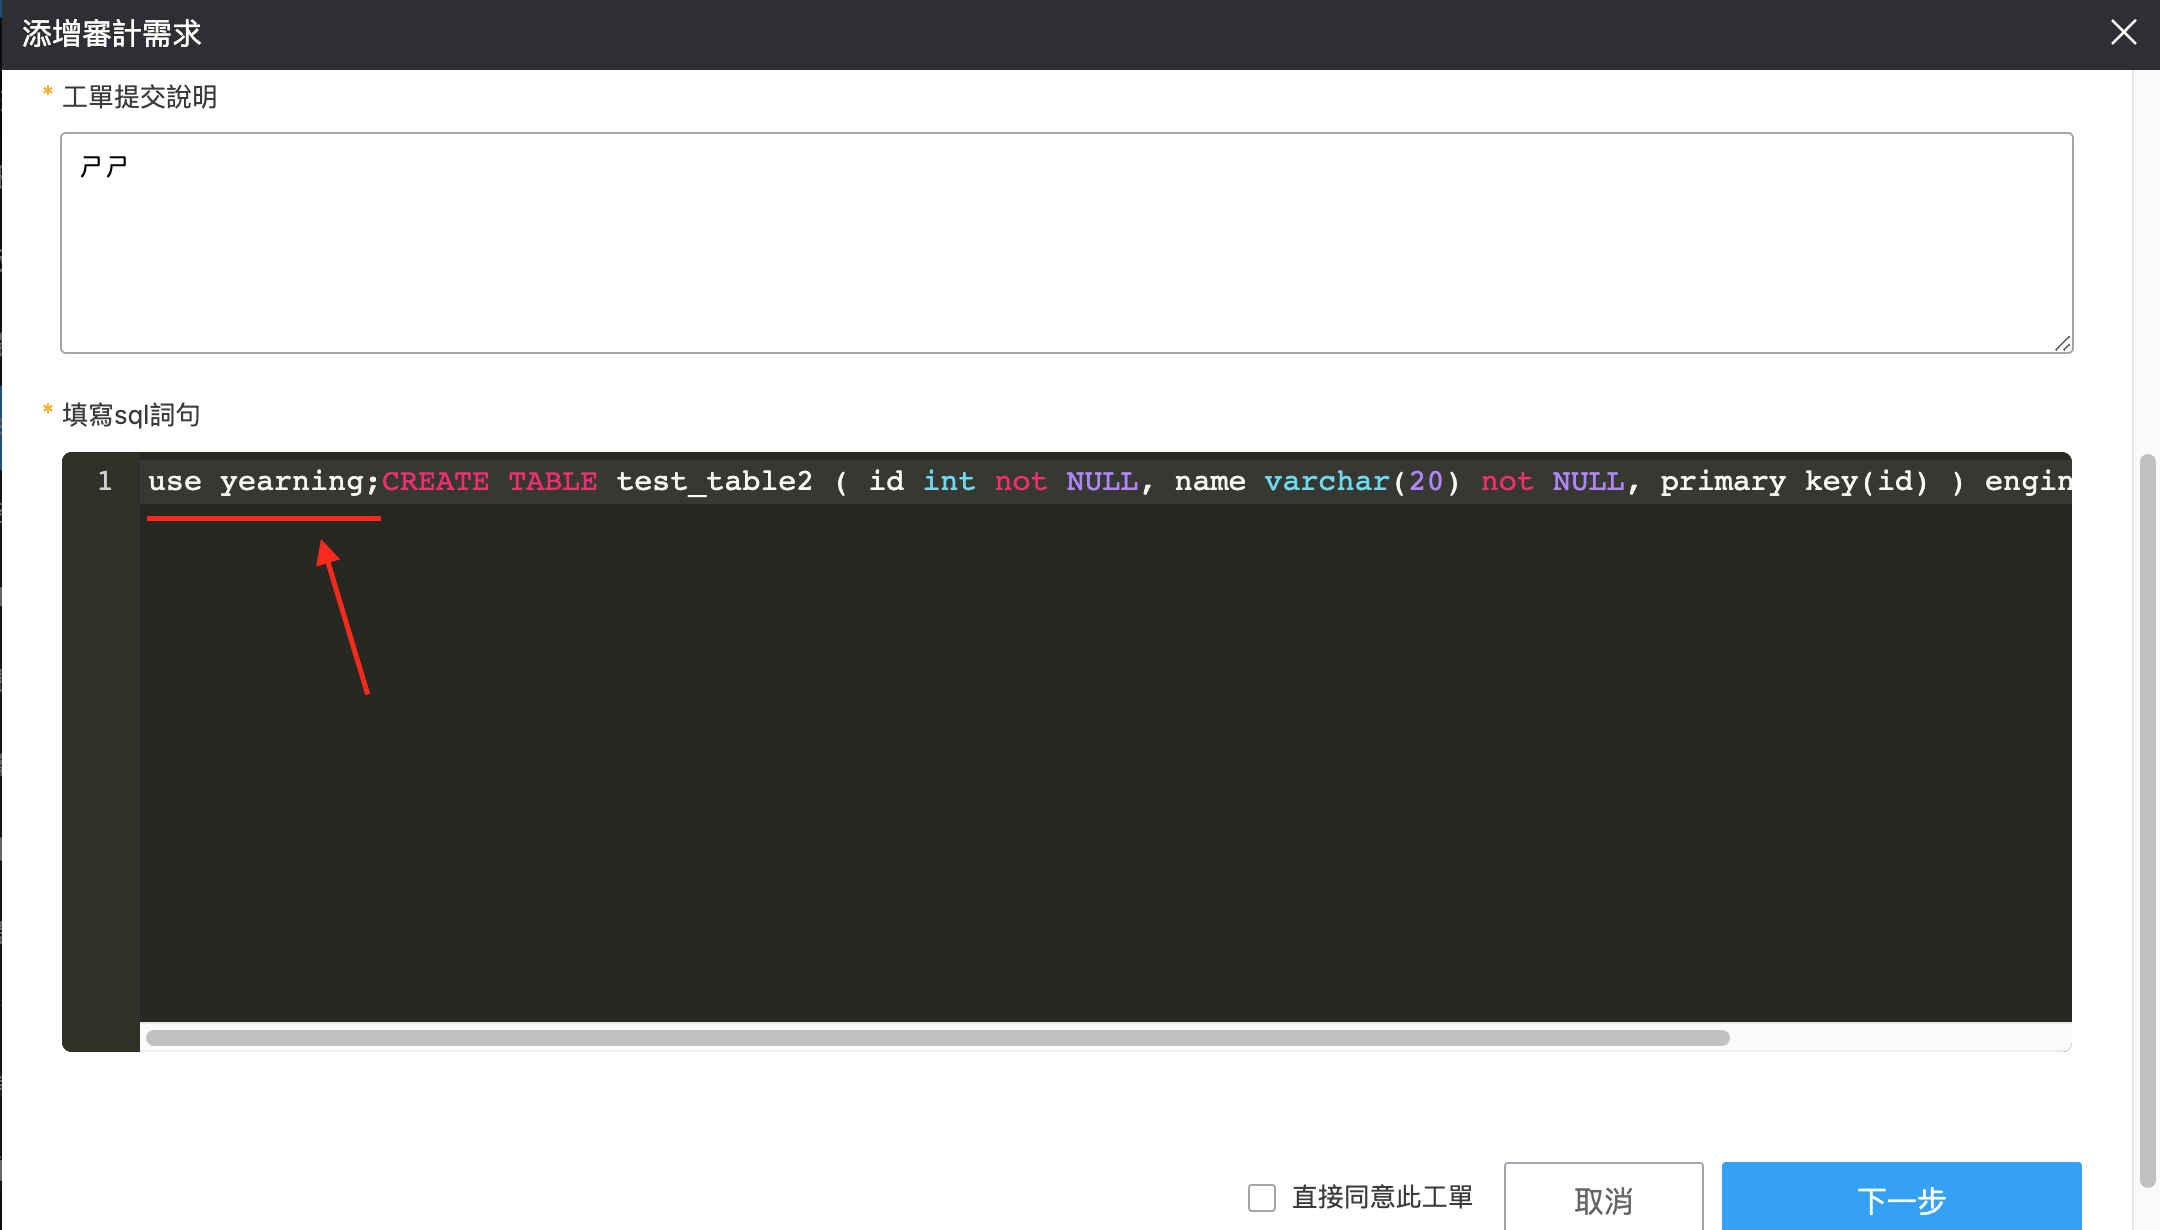 添增審計需求
* 工單提交說明
ㄕㄕ
* 填寫sql詞句
1 use yearning;CREATE TABLE test_table2 ( id int not NULL, name varchar(20) not NULL, primary key(id) ) engin
直接同意此工單
取消
下一步